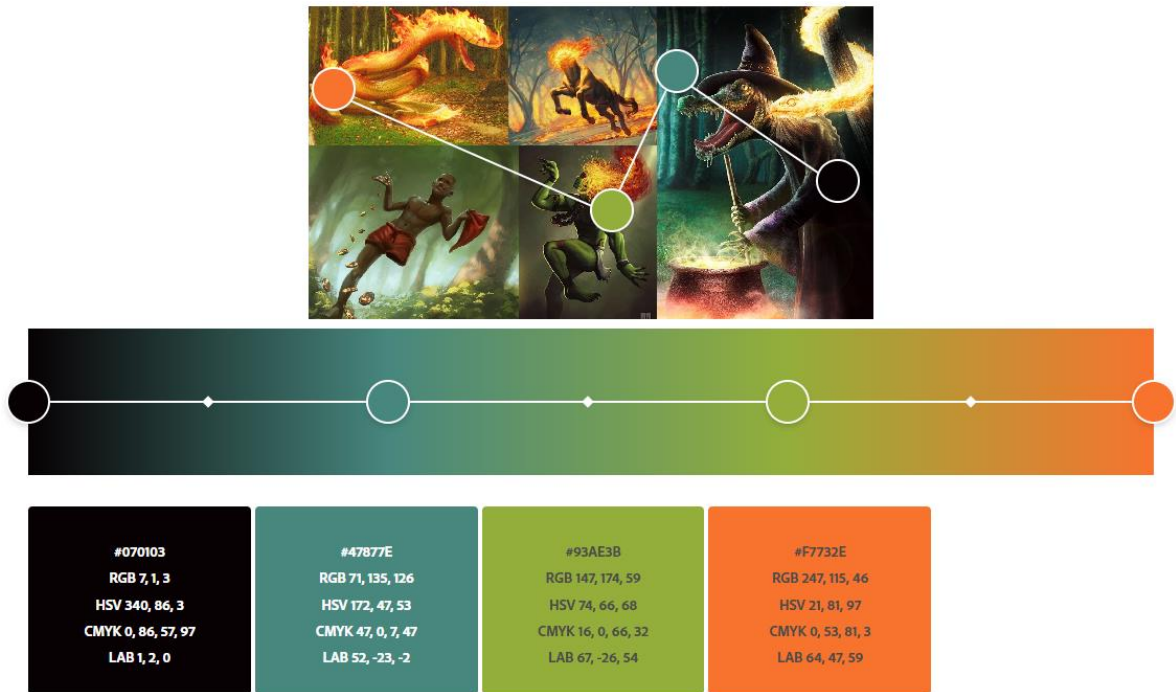 #070103
RGB 7, 1, 3
HSV 340, 86, 3
CMYK 0, 86, 57, 97
LAB 1, 2, 0
#47877E
RGB 71, 135, 126
HSV 172, 47, 53
CMYK 47, 0, 7, 47
LAB 52, -23, -2
#93AE3B
RGB 147, 174, 59
HSV 74, 66, 68
CMYK 16, 0, 66, 32
LAB 67, -26, 54
#F7732E
RGB 247, 115, 46
HSV 21, 81, 97
CMYK 0, 53, 81, 3
LAB 64, 47, 59